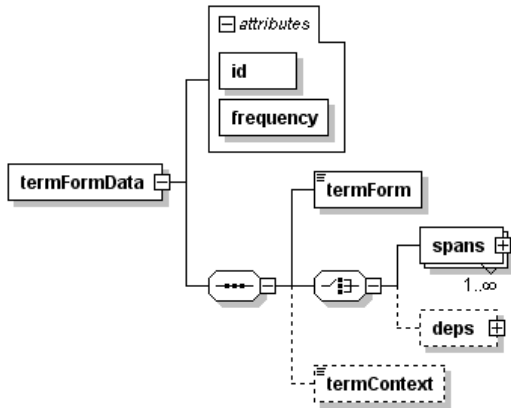 attributes
id
frequency
termFormData
termForm
spans
1..∞
deps
termContext